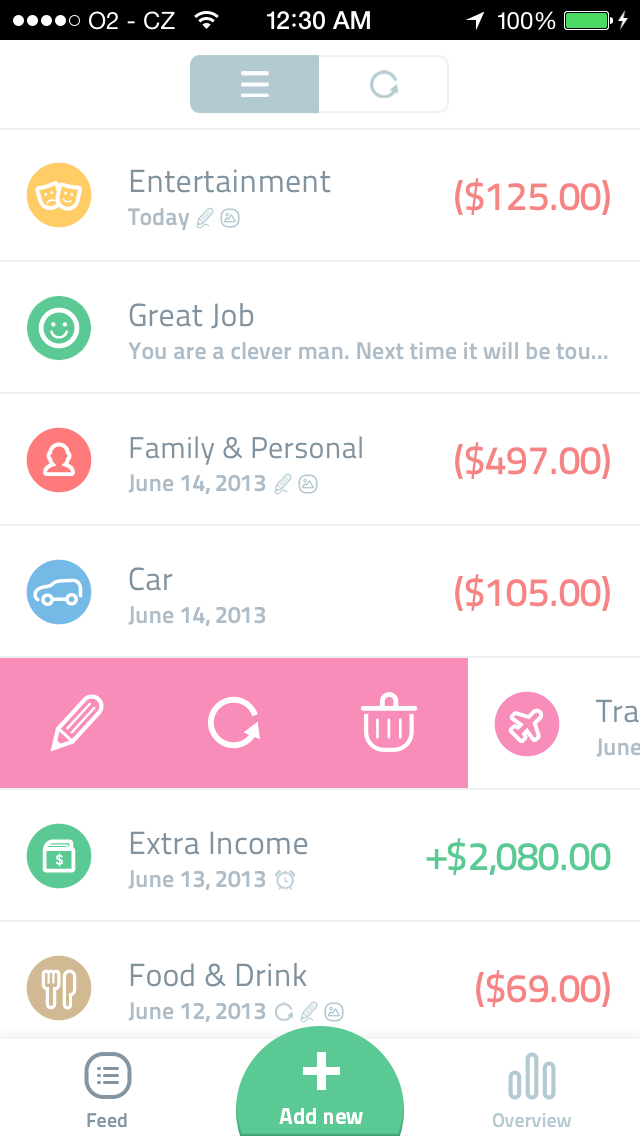 O2 - CZ 12:30 AM 100%
Entertainment
Today
($125.00)
Great Job
You are a clever man. Next time it will be tou...
Family & Personal
June 14, 2013
($497.00)
Car
June 14, 2013
($105.00)
Tra
June
$
Extra Income
June 13, 2013
+$2,080.00
Food & Drink
June 12, 2013
($69.00)
Feed
Add new
Overview